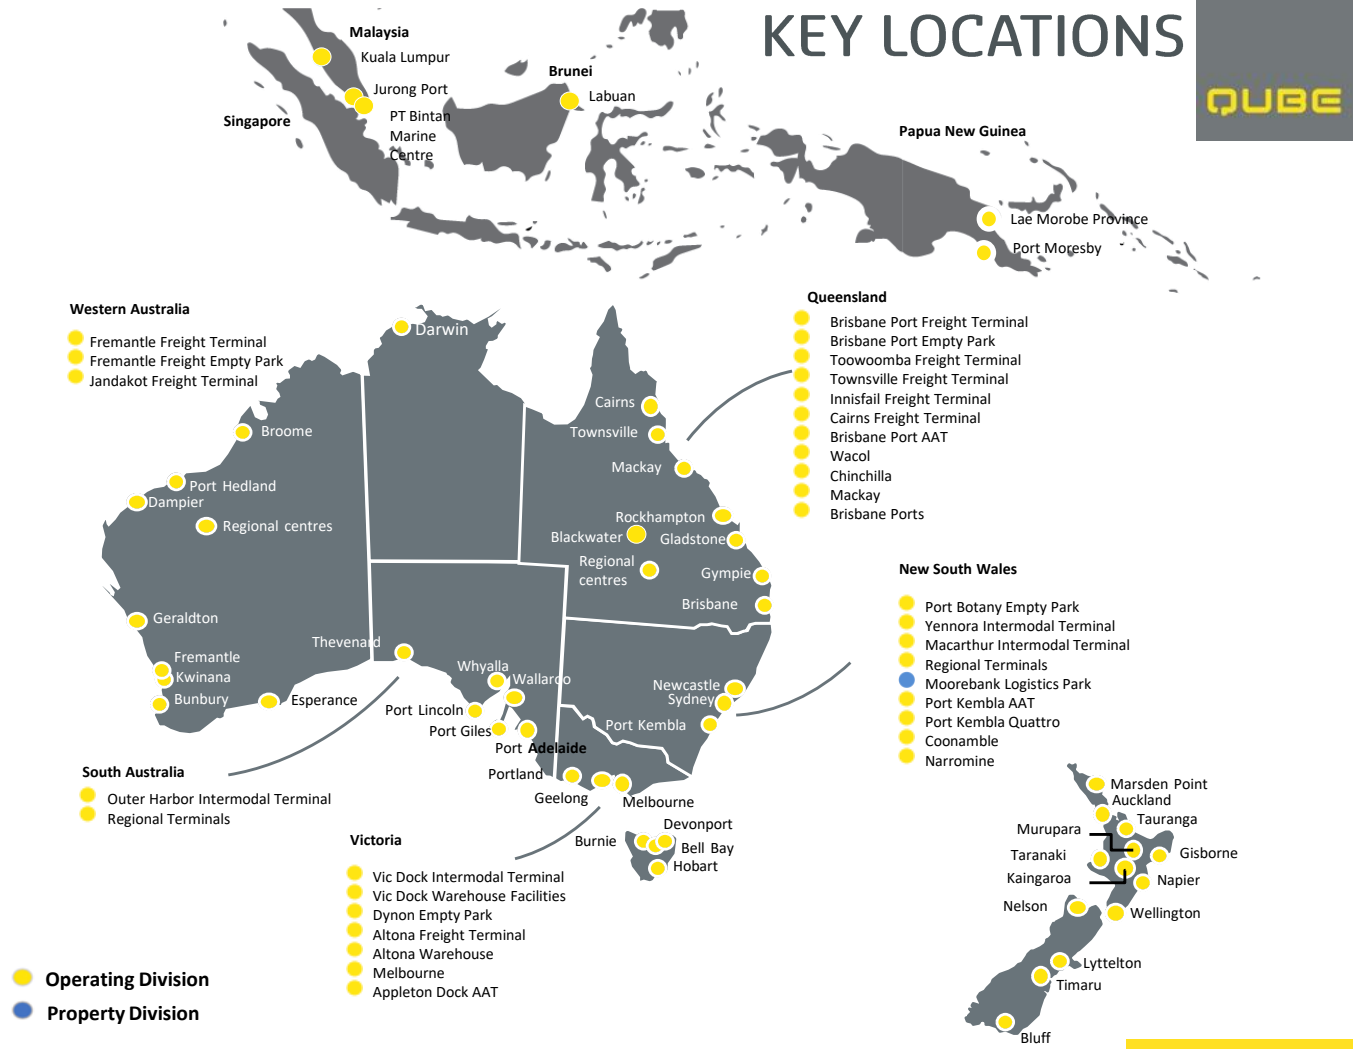 KEY LOCATIONS
QUBE
Malaysia
Kuala Lumpur
Jurong Port
Singapore
PT Bintan
Marine
Centre
Brunei
Labuan
Papua New Guinea
Lae Morobe Province
Port Moresby
Western Australia
Fremantle Freight Terminal
Fremantle Freight Empty Park
Jandakot Freight Terminal
Queensland
Brisbane Port Freight Terminal
Brisbane Port Empty Park
Toowoomba Freight Terminal
Townsville Freight Terminal
Innisfail Freight Terminal
Cairns Freight Terminal
Brisbane Port AAT
Wacol
Chinchilla
Mackay
Brisbane Ports
Darwin
Broome
Port Hedland
Dampier
Regional centres
Geraldton
Fremantle
Kwinana
Bunbury
Esperance
Cairns
Townsville
Mackay
Rockhampton
Blackwater
Gladstone
Regional
centres
Gympie
Brisbane
Thevenard
Whyalla
Wallaroo
Port Lincoln
Port Giles
Port Adelaide
Newcastle
Sydney
Port Kembla
Portland
Geelong
Melbourne
Devonport
Burnie
Bell Bay
Hobart
New South Wales
Port Botany Empty Park
Yennora Intermodal Terminal
Macarthur Intermodal Terminal
Regional Terminals
Moorebank Logistics Park
Port Kembla AAT
Port Kembla Quattro
Coonamble
Narromine
South Australia
Outer Harbor Intermodal Terminal
Regional Terminals
Victoria
Vic Dock Intermodal Terminal
Vic Dock Warehouse Facilities
Dynon Empty Park
Altona Freight Terminal
Altona Warehouse
Melbourne
Appleton Dock AAT
Marsden Point
Auckland
Tauranga
Murupara
Taranaki
Gisborne
Kaingaroa
Napier
Nelson
Wellington
Lyttelton
Timaru
Bluff
Operating Division
Property Division